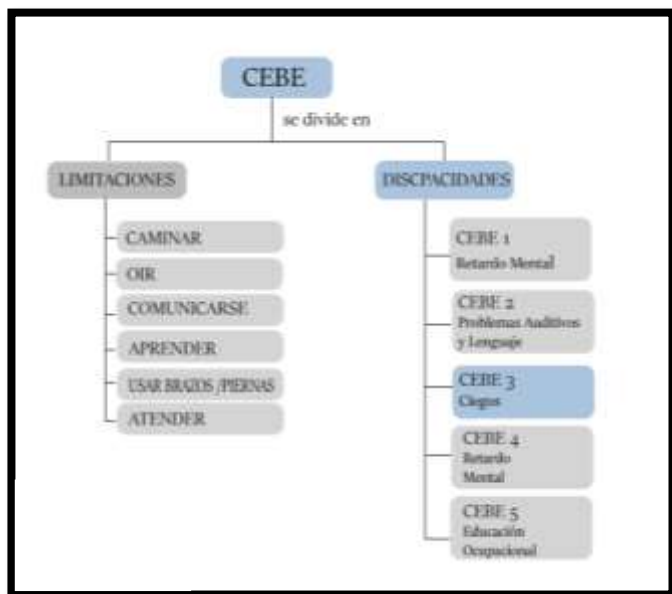 CEBE
se divide en
LIMITACIONES
CAMINAR
OIR
COMUNICARSE
APRENDER
USAR BRAZOS /PIERNAS
ATENDER
DISCPACIDADES
CEBE 1
Retardo Mental
CEBE 2
Problemas Auditivos
y Lenguaje
CEBE 3
Ciegos
CEBE 4
Retardo
Mental
CEBE 5
Educación
Ocupacional